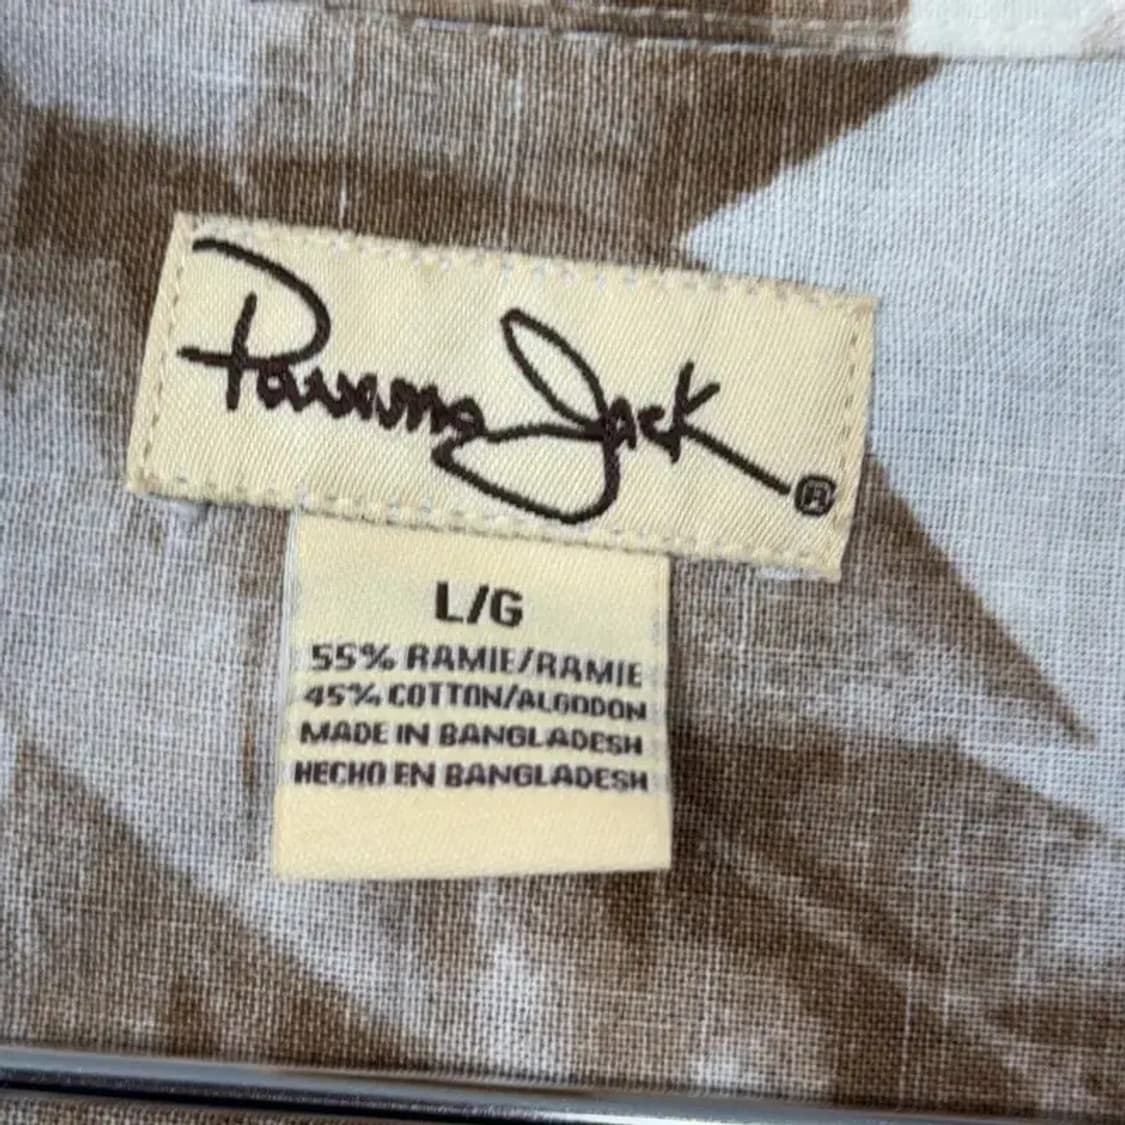 Panama Jack ®
L/G
55% RAMIE/RAMIE
45% COTTON/ALGODON
MADE IN BANGLADESH
HECHO EN BANGLADESH